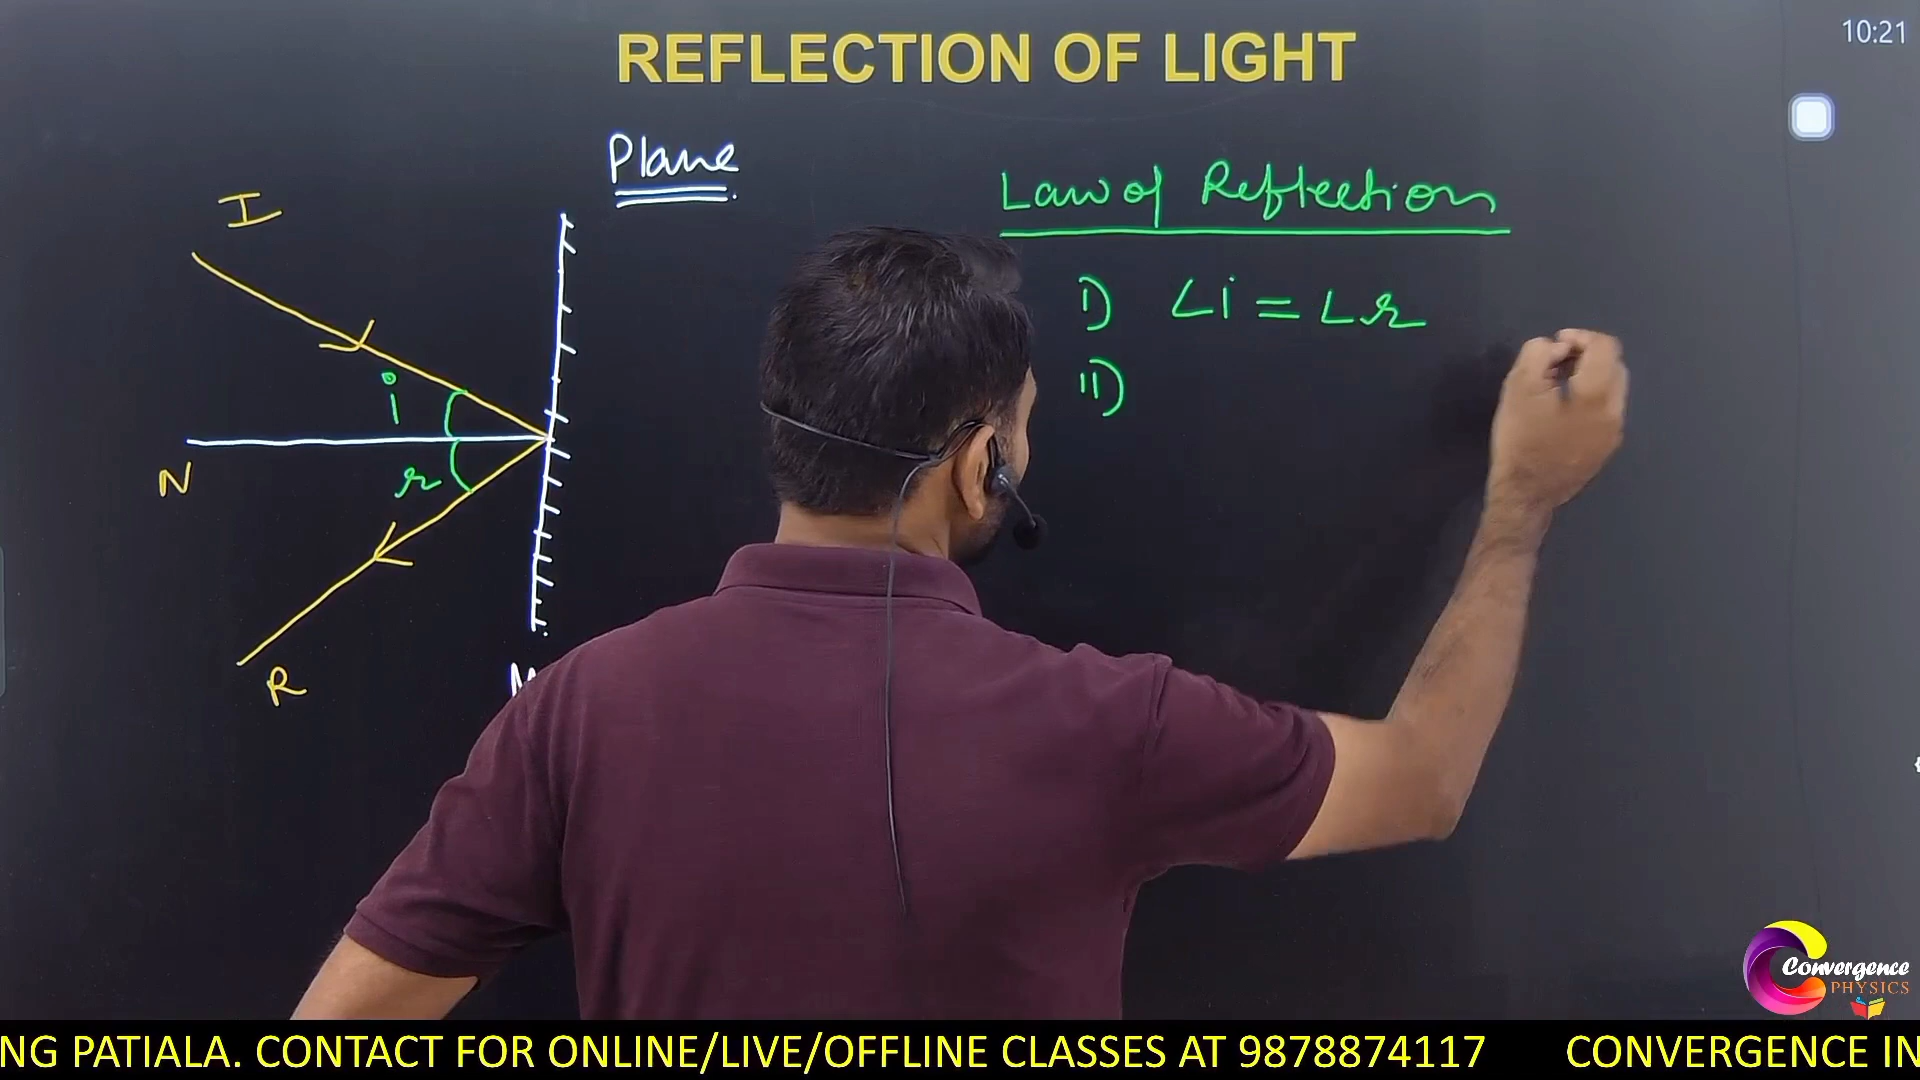 REFLECTION OF LIGHT
10:21
Plane
Law of Reflection
I
I) ∠i = ∠r
i
II)
N
r
R
M
Convergence
PHYSICS
NG PATIALA. CONTACT FOR ONLINE/LIVE/OFFLINE CLASSES AT 9878874117 CONVERGENCE IN